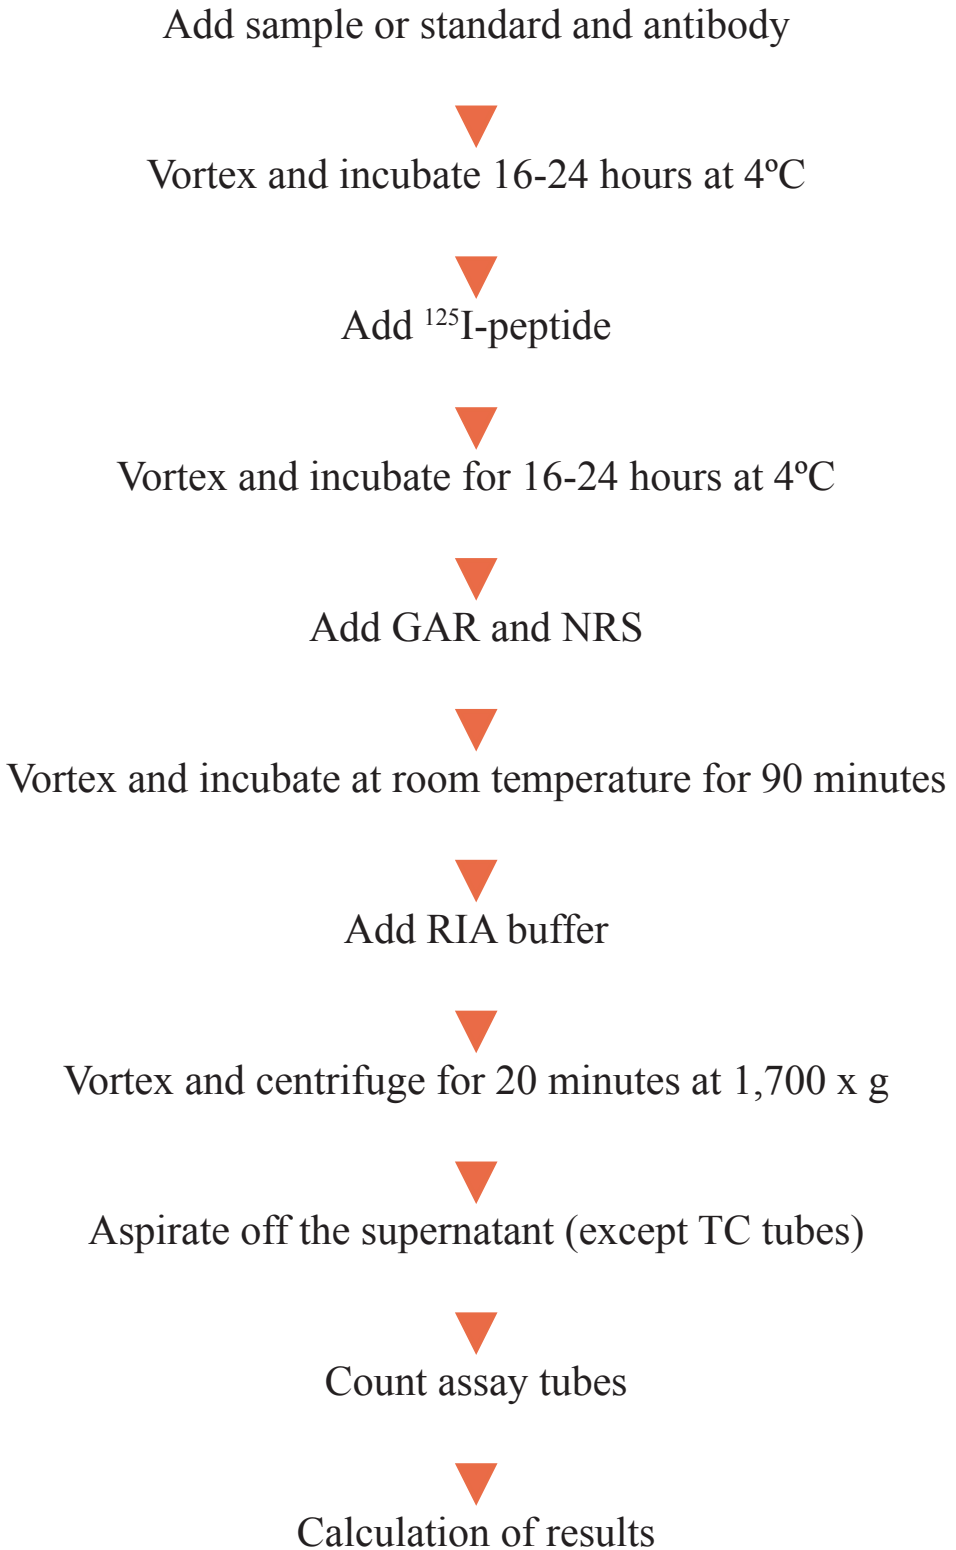 Add sample or standard and antibody
Vortex and incubate 16-24 hours at 4ºC
Add ¹²⁵I-peptide
Vortex and incubate for 16-24 hours at 4ºC
Add GAR and NRS
Vortex and incubate at room temperature for 90 minutes
Add RIA buffer
Vortex and centrifuge for 20 minutes at 1,700 x g
Aspirate off the supernatant (except TC tubes)
Count assay tubes
Calculation of results